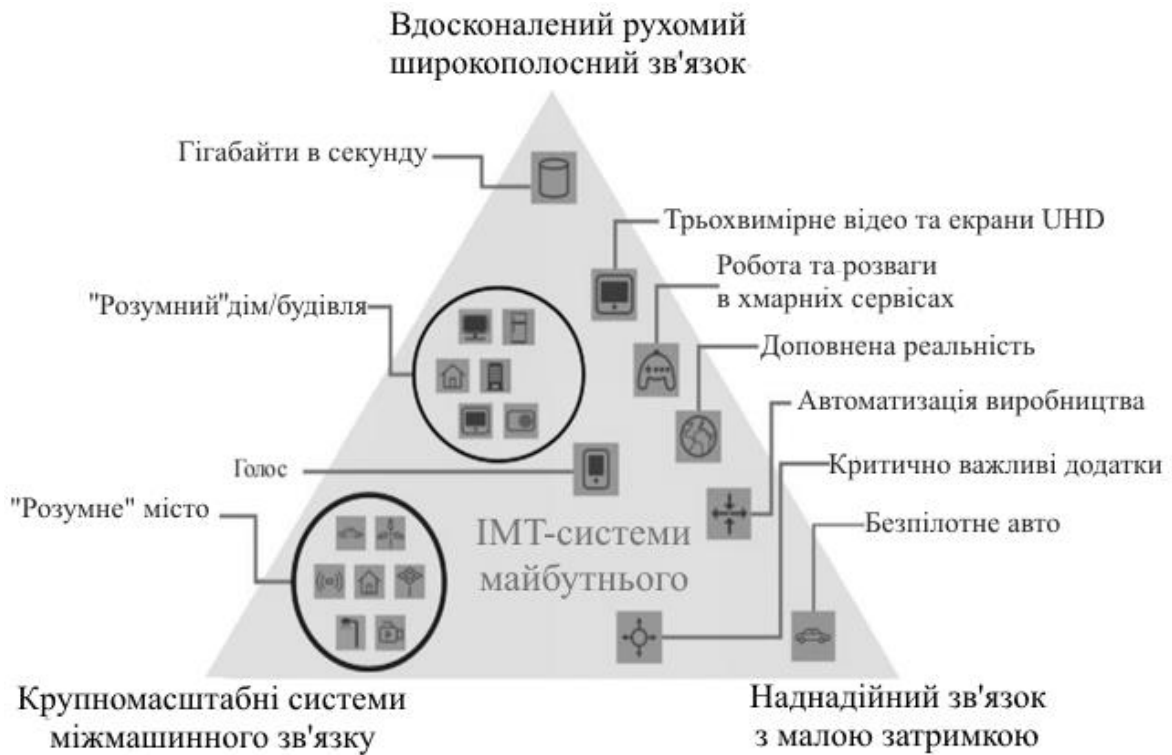 Вдосконалений рухомий
широкополосний зв'язок
Гігабайти в секунду
Трьохвимірне відео та екрани UHD
Робота та розваги
в хмарних сервісах
"Розумний"дім/будівля
Доповнена реальність
Автоматизація виробництва
Голос
Критично важливі додатки
"Розумне" місто
Безпілотне авто
ІМТ-системи
майбутнього
Крупномасштабні системи
міжмашинного зв'язку
Наднадійний зв'язок
з малою затримкою